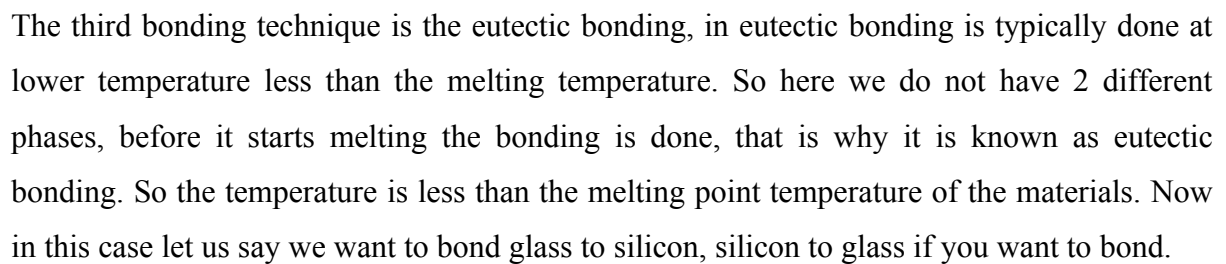 The third bonding technique is the eutectic bonding, in eutectic bonding is typically done at
lower temperature less than the melting temperature. So here we do not have 2 different
phases, before it starts melting the bonding is done, that is why it is known as eutectic
bonding. So the temperature is less than the melting point temperature of the materials. Now
in this case let us say we want to bond glass to silicon, silicon to glass if you want to bond.